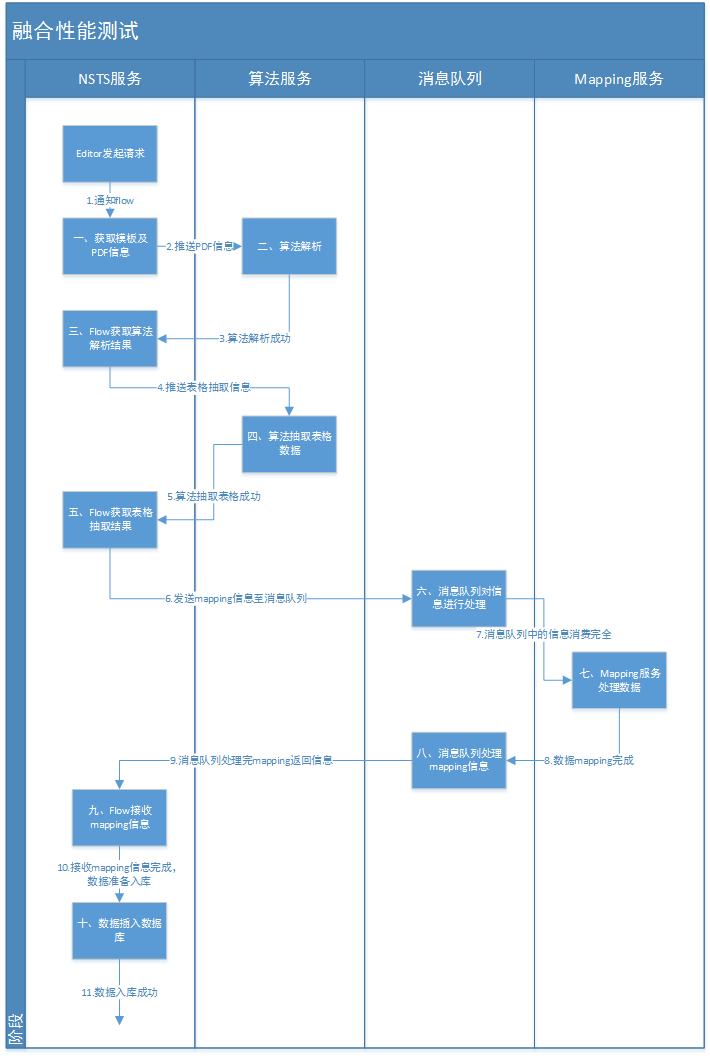 融合性能测试
NSTS服务
算法服务
消息队列
Mapping服务
Editor发起请求
1.通知flow
一、获取模板及
PDF信息
2.推送PDF信息
二、算法解析
三、Flow获取算法
解析结果
3.算法解析成功
4.推送表格抽取信息
四、算法抽取表格
数据
5.算法抽取表格成功
五、Flow获取表格
抽取结果
6.发送mapping信息至消息队列
六、消息队列对信
息进行处理
7.消息队列中的信息消费完全
七、Mapping服务
处理数据
八、消息队列处理
mapping信息
8.数据mapping完成
9.消息队列处理完mapping返回信息
九、Flow接收
mapping信息
10.接收mapping信息完成，
数据准备入库
十、数据插入数据
库
11.数据入库成功
阶段